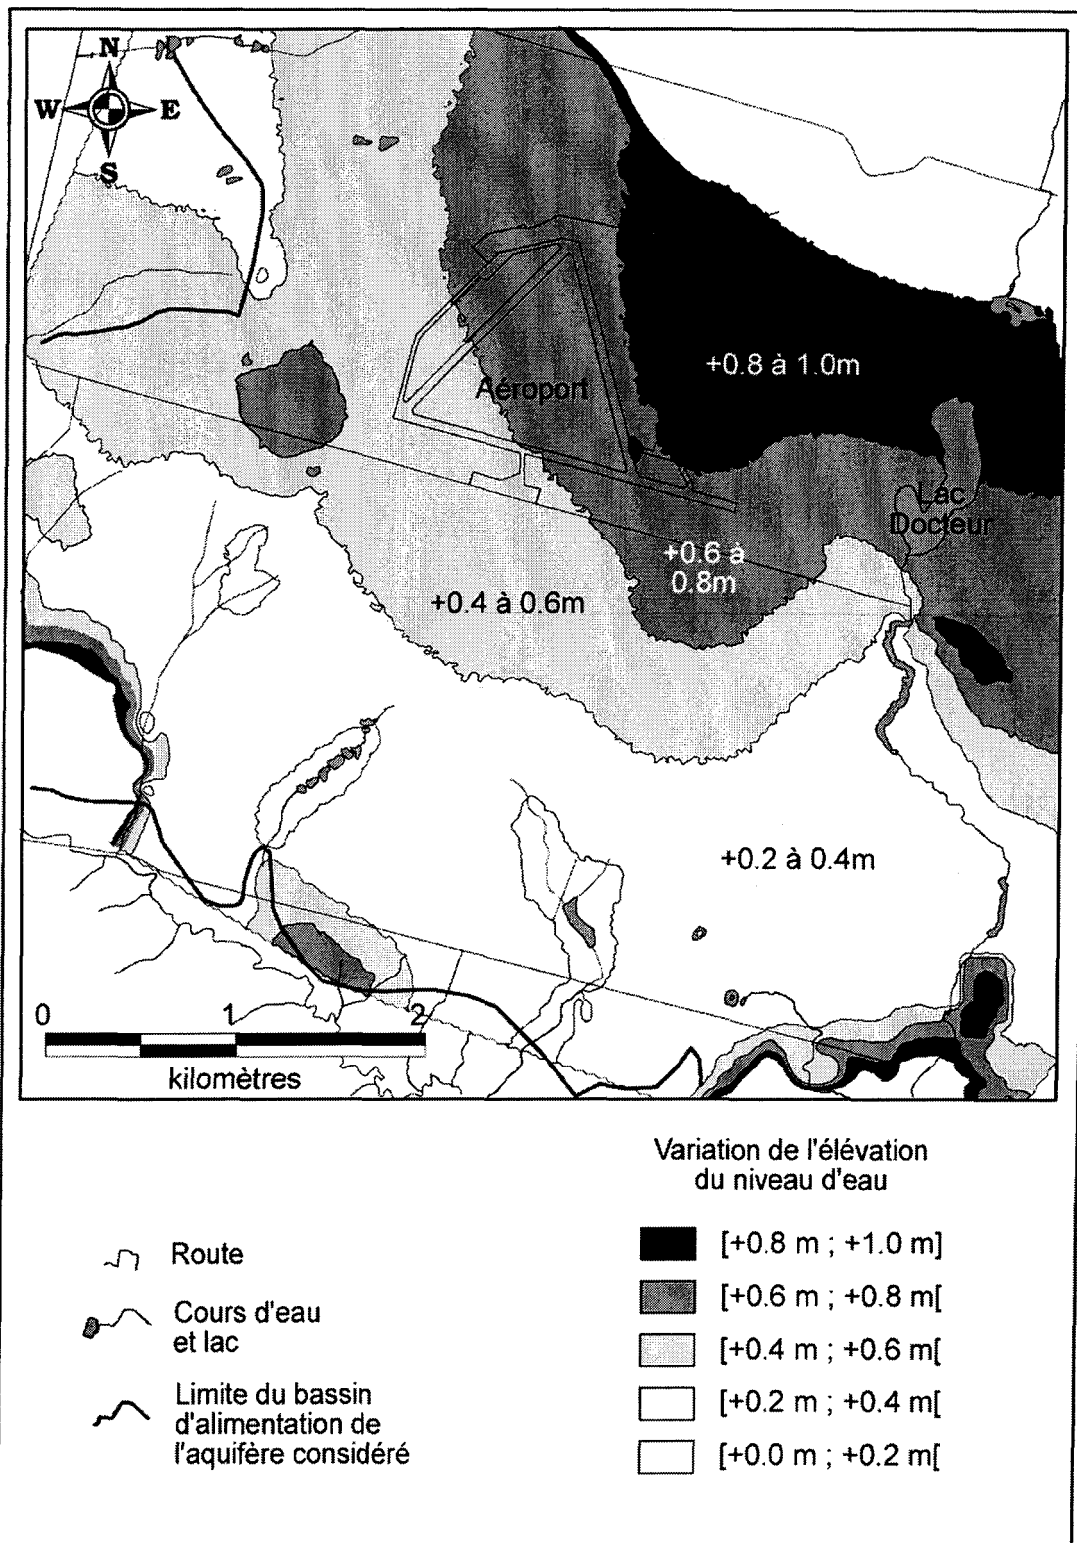 N
W E
S
+0.8 à 1.0m
Aéroport
Lac
Docteur
+0.6 à
0.8m
+0.4 à 0.6m
+0.2 à 0.4m
0 1 2
kilomètres
Variation de l'élévation
du niveau d'eau
Route
Cours d'eau
et lac
Limite du bassin
d'alimentation de
l'aquifère considéré
[+0.8 m ; +1.0 m]
[+0.6 m ; +0.8 m[
[+0.4 m ; +0.6 m[
[+0.2 m ; +0.4 m[
[+0.0 m ; +0.2 m[